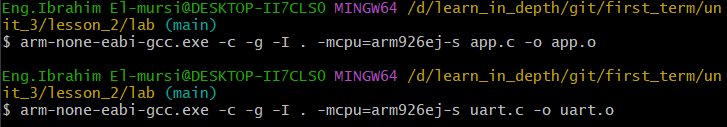 Eng.Ibrahim El-mursi@DESKTOP-II7CLSO MINGW64 /d/learn_in_depth/git/first_term/un
it_3/lesson_2/lab (main)
$ arm-none-eabi-gcc.exe -c -g -I . -mcpu=arm926ej-s app.c -o app.o
Eng.Ibrahim El-mursi@DESKTOP-II7CLSO MINGW64 /d/learn_in_depth/git/first_term/un
it_3/lesson_2/lab (main)
$ arm-none-eabi-gcc.exe -c -g -I . -mcpu=arm926ej-s uart.c -o uart.o